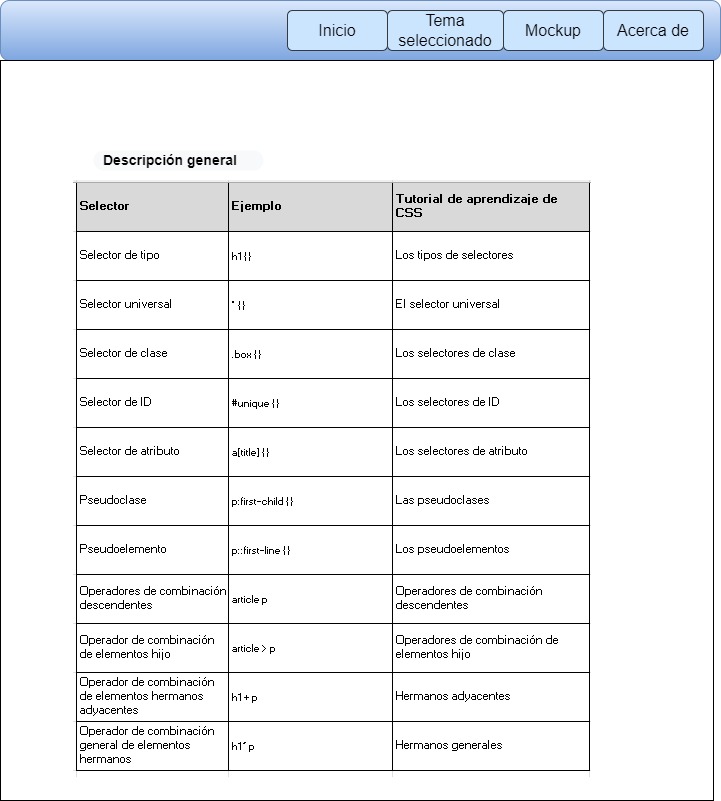 Inicio
Tema
seleccionado
Mockup
Acerca de
Descripción general
Selector Ejemplo Tutorial de aprendizaje de
CSS
Selector de tipo h1 {} Los tipos de selectores
Selector universal * {} El selector universal
Selector de clase .box {} Los selectores de clase
Selector de ID #unique {} Los selectores de ID
Selector de atributo a[title] {} Los selectores de atributo
Pseudoclase p:first-child {} Las pseudoclases
Pseudoelemento p::first-line {} Los pseudoelementos
Operadores de combinación
descendentes
article p
Operadores de combinación
descendentes
Operador de combinación
de elementos hijo
article > p
Operadores de combinación de
elementos hijo
Operador de combinación
de elementos hermanos
adyacentes
h1 + p
Hermanos adyacentes
Operador de combinación
general de elementos
hermanos
h1 ~ p
Hermanos generales